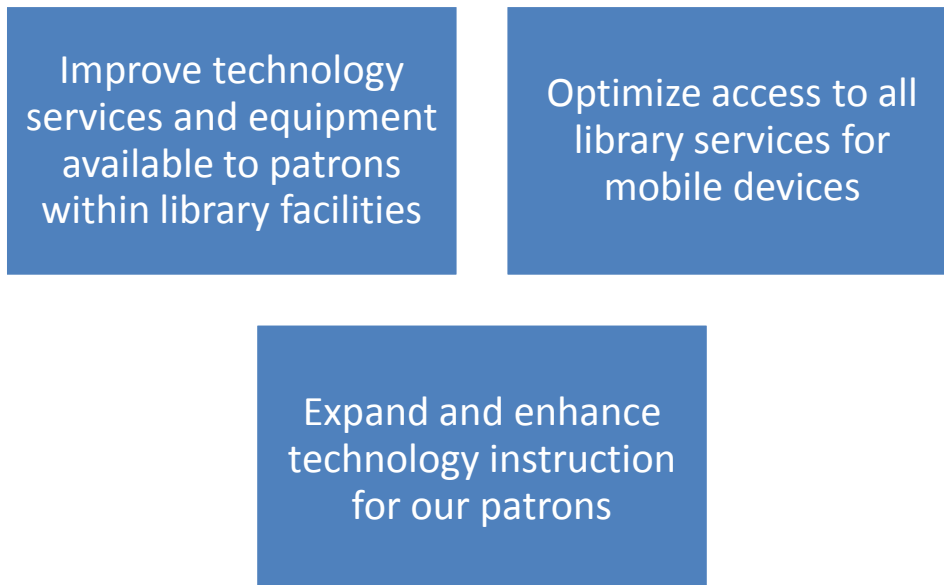 Improve technology
services and equipment
available to patrons
within library facilities
Optimize access to all
library services for
mobile devices
Expand and enhance
technology instruction
for our patrons